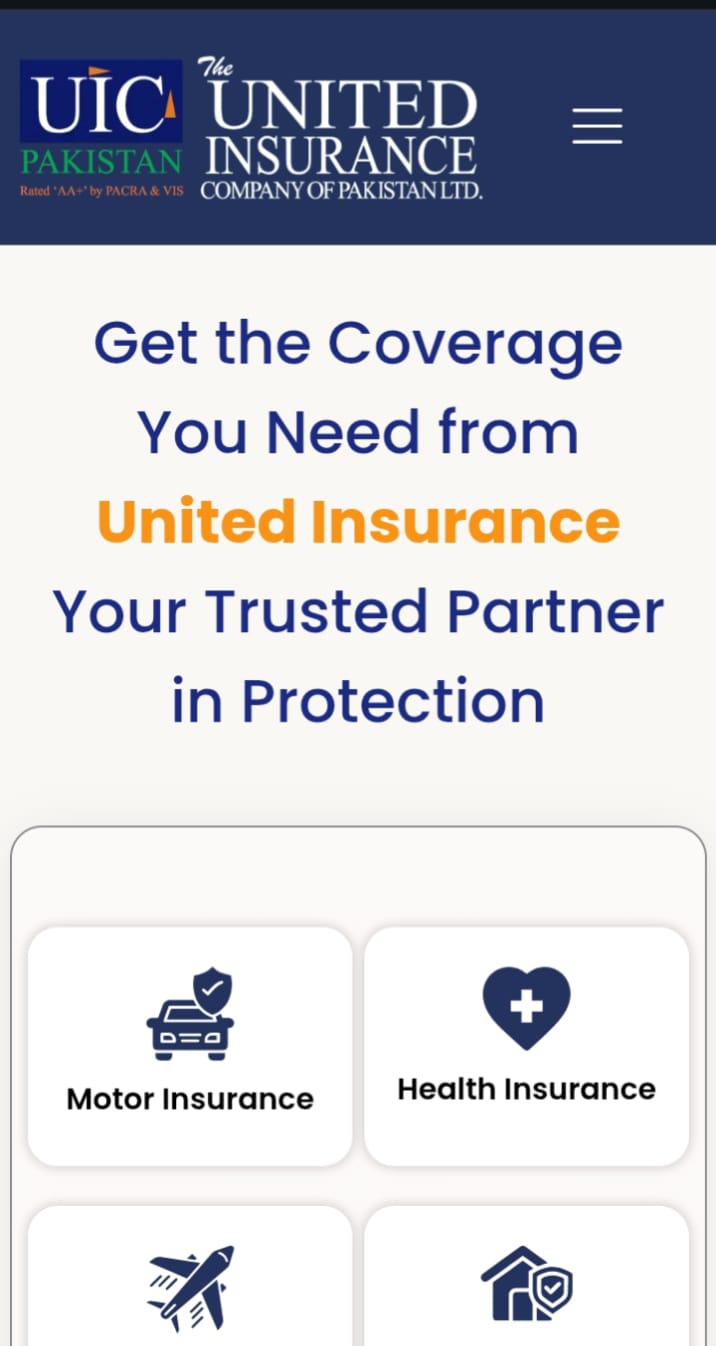 UIC
PAKISTAN
Rated 'AA+' by PACRA & VIS
The
UNITED
INSURANCE
COMPANY OF PAKISTAN LTD.
Get the Coverage
You Need from
United Insurance
Your Trusted Partner
in Protection
Motor Insurance
Health Insurance